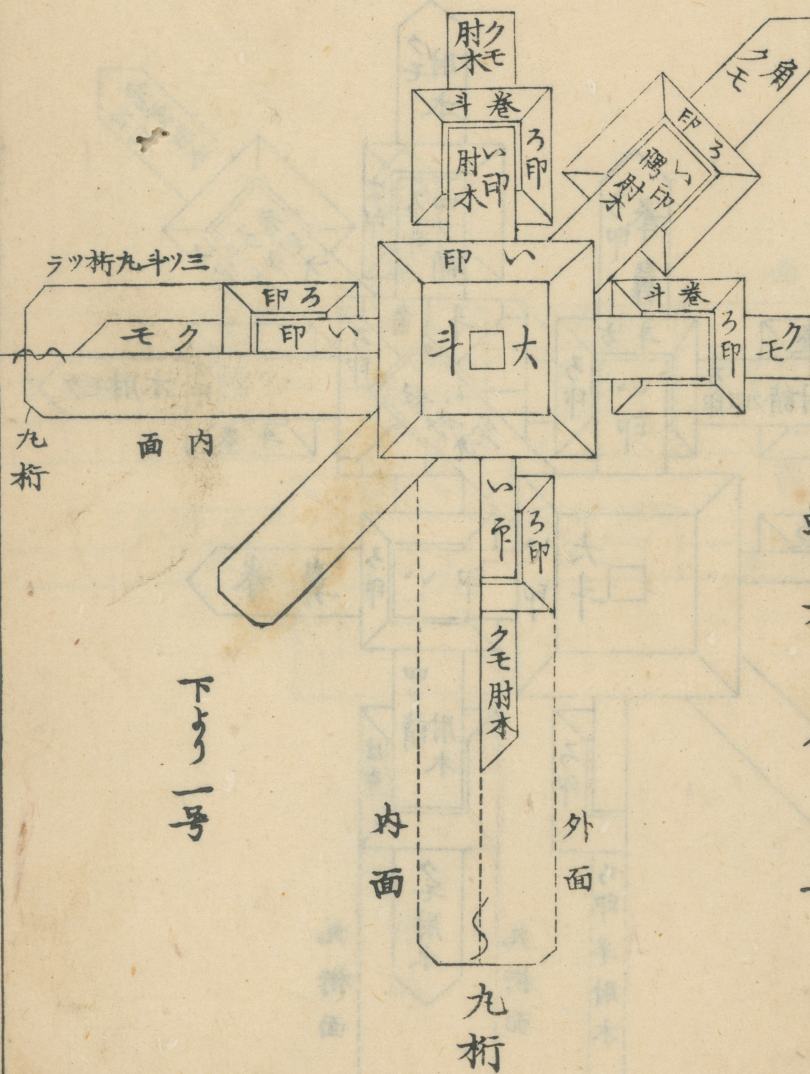 クモ
肘木
巻斗
ろ印
い印
肘木
角
クモ
ろ印
い印
隅肘木
三ツ斗丸桁ツラ
ろ印
い印
クモ
い印
大斗
巻斗
ろ印
クモ
丸桁
内面
い印
ろ印
クモ肘木
下より一号
内面
外面
丸桁